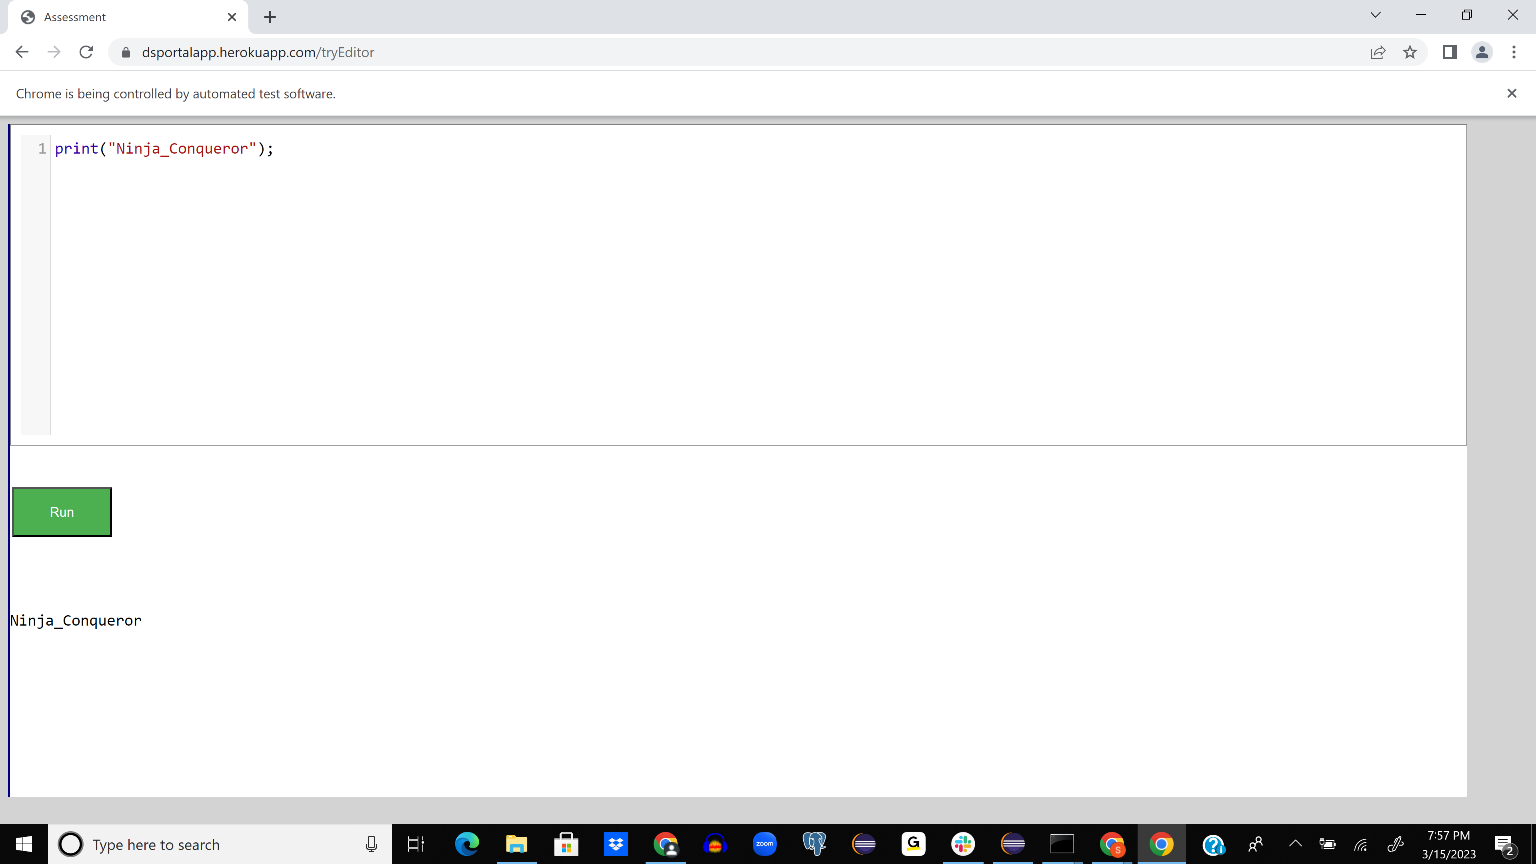 Assessment
dsportalapp.herokuapp.com/tryEditor
Chrome is being controlled by automated test software.
1 print("Ninja_Conqueror");
Run
Ninja_Conqueror
Type here to search
zoom
G
S
7:57 PM
3/15/2023
2